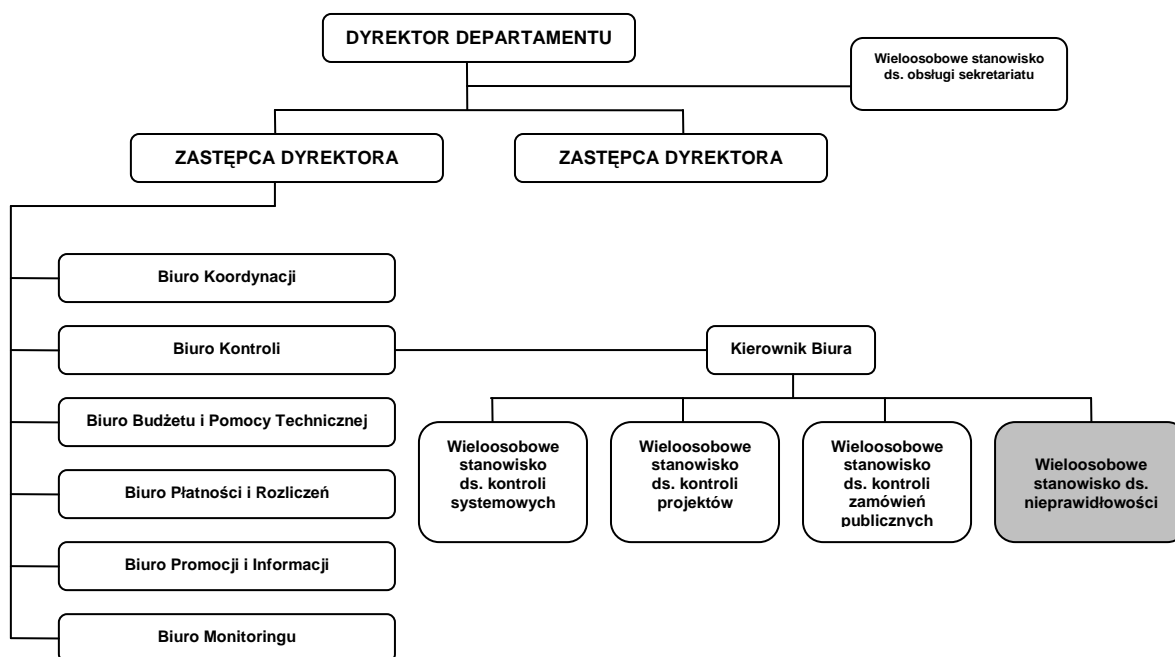 DYREKTOR DEPARTAMENTU
Wieloosobowe stanowisko
ds. obsługi sekretariatu
ZASTĘPCA DYREKTORA
ZASTĘPCA DYREKTORA
Biuro Koordynacji
Biuro Kontroli
Kierownik Biura
Biuro Budżetu i Pomocy Technicznej
Biuro Płatności i Rozliczeń
Biuro Promocji i Informacji
Biuro Monitoringu
Wieloosobowe
stanowisko
ds. kontroli
systemowych
Wieloosobowe
stanowisko
ds. kontroli
projektów
Wieloosobowe
stanowisko
ds. kontroli
zamówień
publicznych
Wieloosobowe
stanowisko ds.
nieprawidłowości